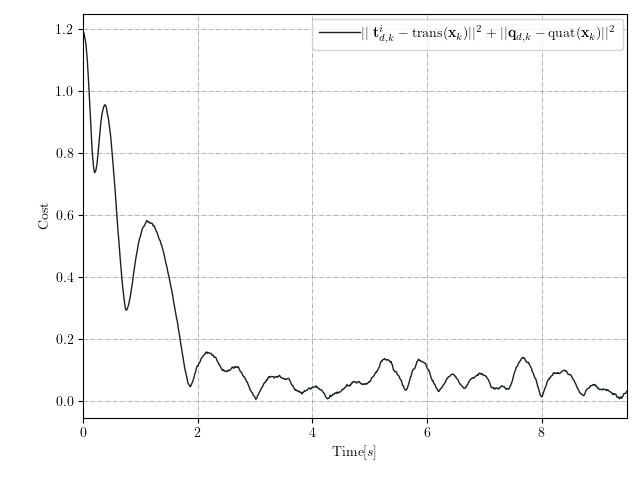 || t^i_{d,k} − trans(x_k)||² + ||q_{d,k} − quat(x_k)||²
1.2
1.0
0.8
0.6
0.4
0.2
0.0
Cost
0 2 4 6 8
Time[s]